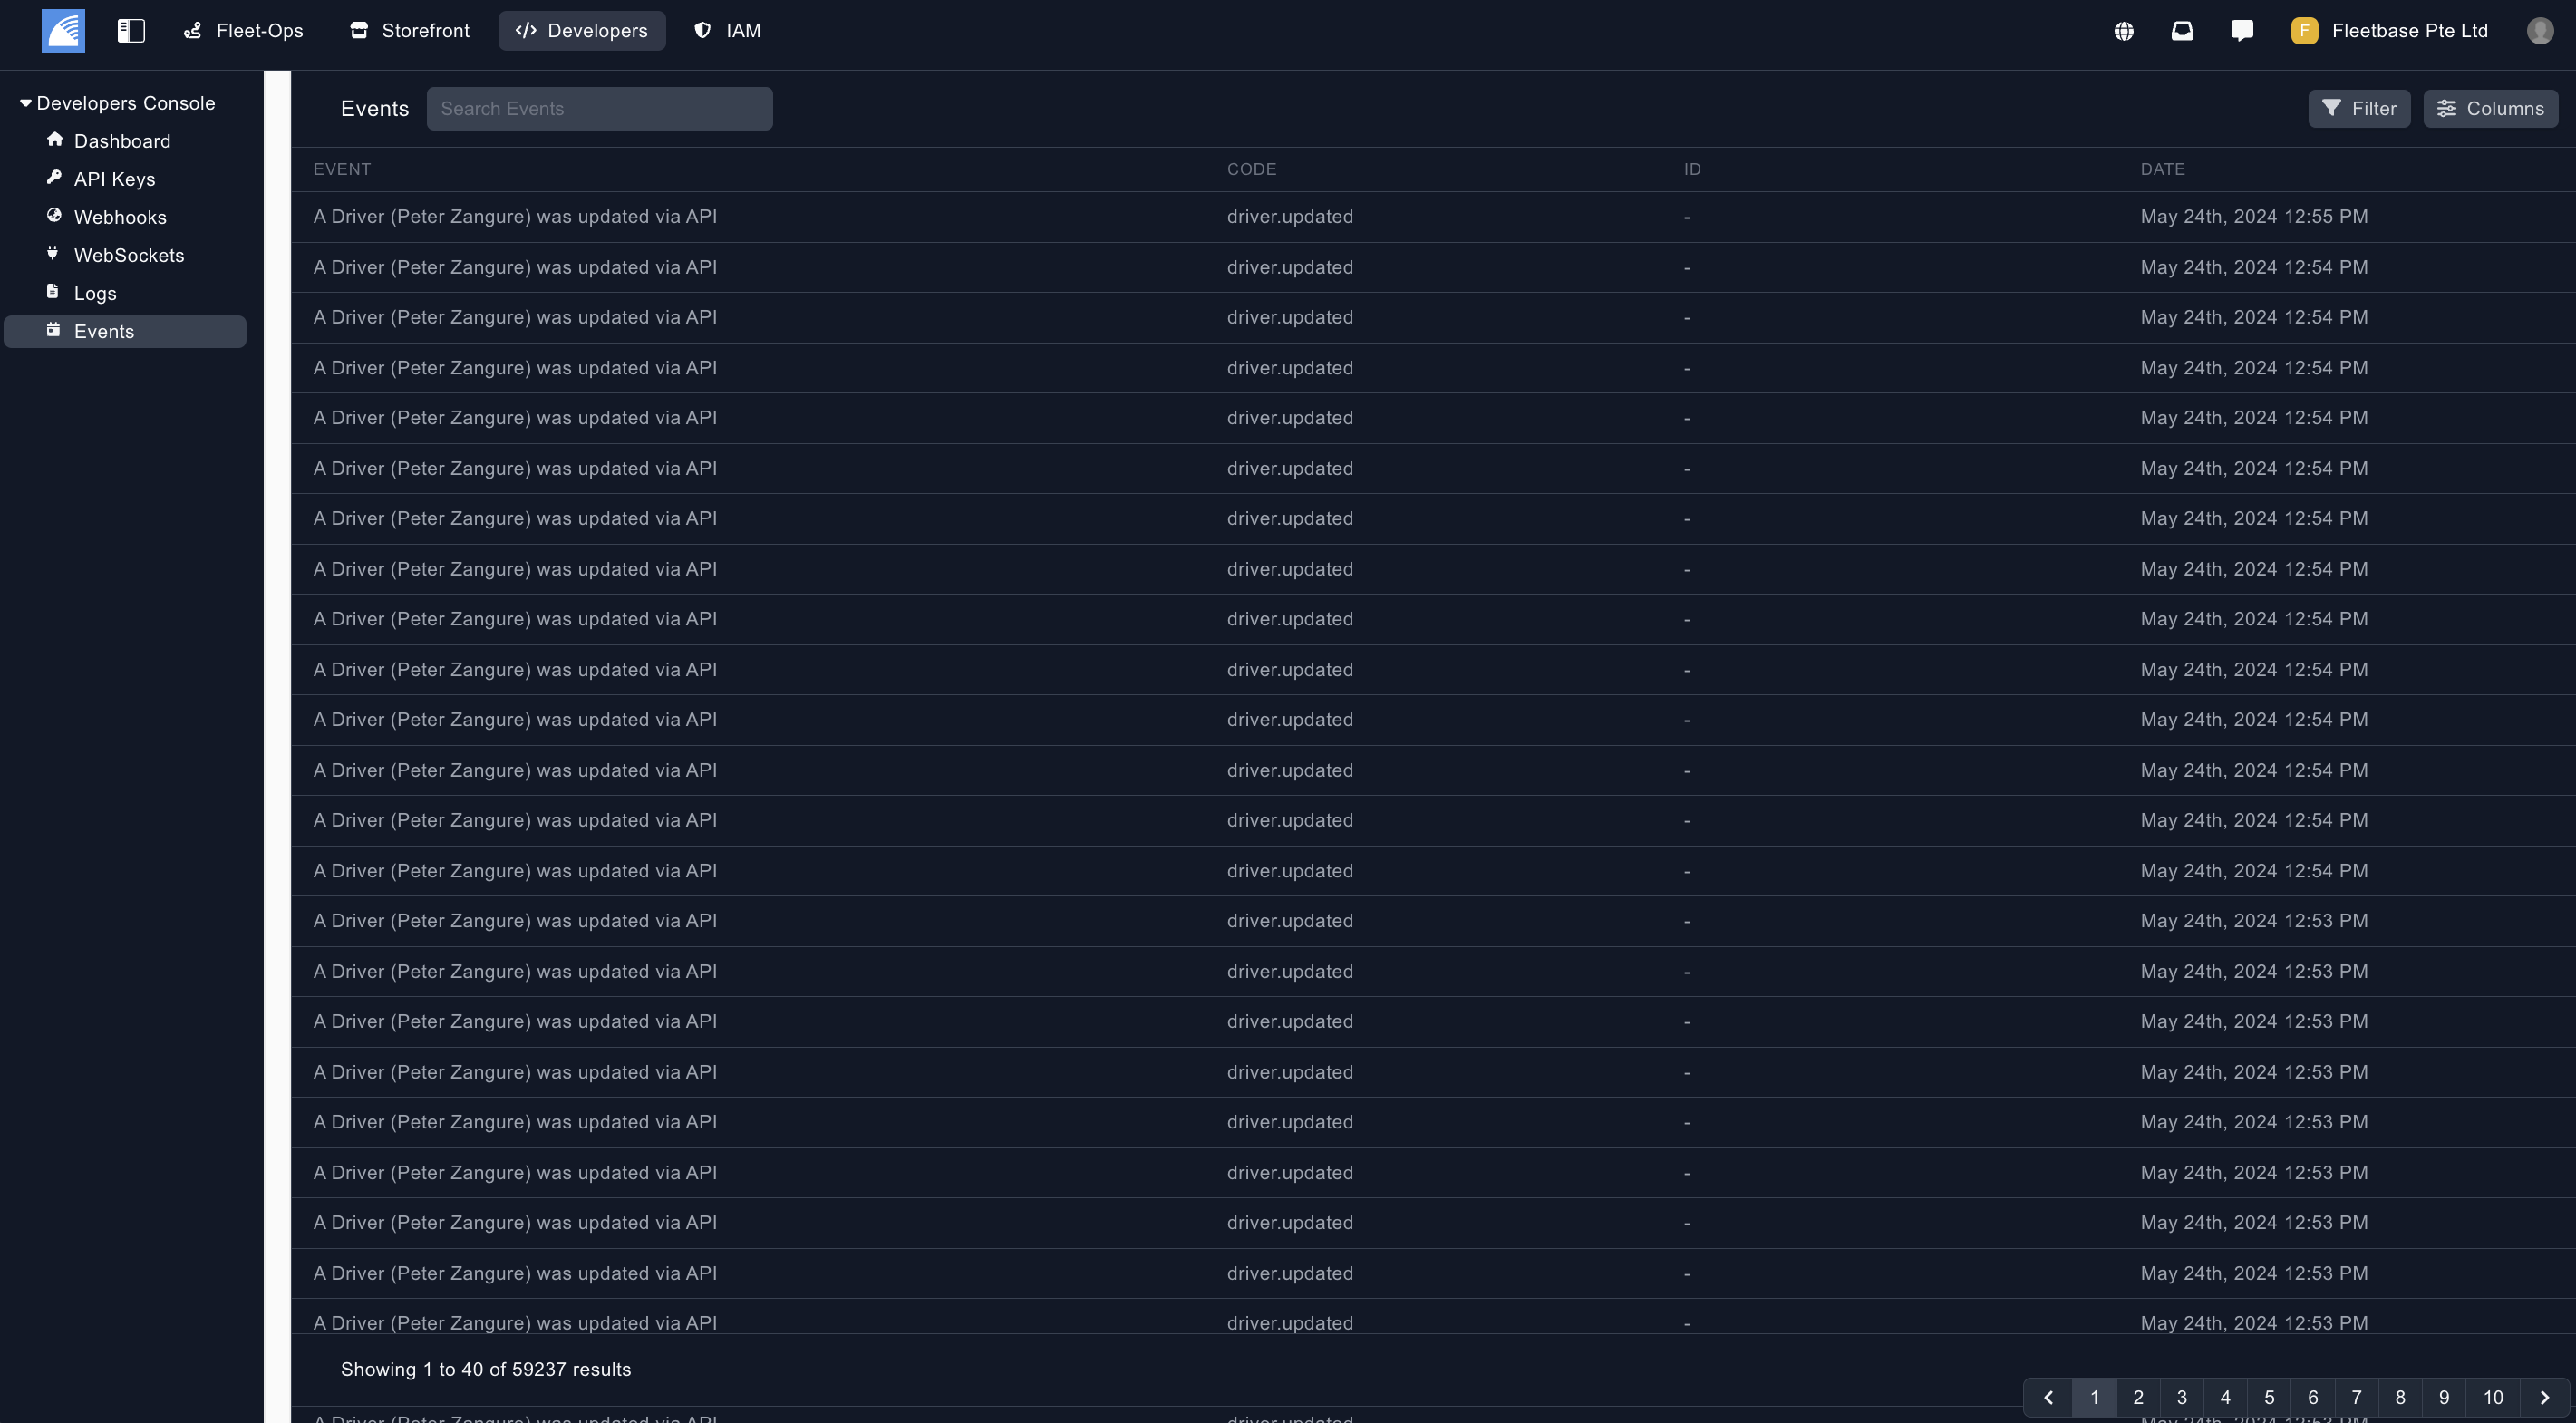 Fleet-Ops Storefront Developers IAM F Fleetbase Pte Ltd
Developers Console
Dashboard
API Keys
Webhooks
WebSockets
Logs
Events
Events Search Events Filter Columns
EVENT CODE ID DATE
A Driver (Peter Zangure) was updated via API driver.updated - May 24th, 2024 12:55 PM
A Driver (Peter Zangure) was updated via API driver.updated - May 24th, 2024 12:54 PM
A Driver (Peter Zangure) was updated via API driver.updated - May 24th, 2024 12:54 PM
A Driver (Peter Zangure) was updated via API driver.updated - May 24th, 2024 12:54 PM
A Driver (Peter Zangure) was updated via API driver.updated - May 24th, 2024 12:54 PM
A Driver (Peter Zangure) was updated via API driver.updated - May 24th, 2024 12:54 PM
A Driver (Peter Zangure) was updated via API driver.updated - May 24th, 2024 12:54 PM
A Driver (Peter Zangure) was updated via API driver.updated - May 24th, 2024 12:54 PM
A Driver (Peter Zangure) was updated via API driver.updated - May 24th, 2024 12:54 PM
A Driver (Peter Zangure) was updated via API driver.updated - May 24th, 2024 12:54 PM
A Driver (Peter Zangure) was updated via API driver.updated - May 24th, 2024 12:54 PM
A Driver (Peter Zangure) was updated via API driver.updated - May 24th, 2024 12:54 PM
A Driver (Peter Zangure) was updated via API driver.updated - May 24th, 2024 12:54 PM
A Driver (Peter Zangure) was updated via API driver.updated - May 24th, 2024 12:54 PM
A Driver (Peter Zangure) was updated via API driver.updated - May 24th, 2024 12:53 PM
A Driver (Peter Zangure) was updated via API driver.updated - May 24th, 2024 12:53 PM
A Driver (Peter Zangure) was updated via API driver.updated - May 24th, 2024 12:53 PM
A Driver (Peter Zangure) was updated via API driver.updated - May 24th, 2024 12:53 PM
A Driver (Peter Zangure) was updated via API driver.updated - May 24th, 2024 12:53 PM
A Driver (Peter Zangure) was updated via API driver.updated - May 24th, 2024 12:53 PM
A Driver (Peter Zangure) was updated via API driver.updated - May 24th, 2024 12:53 PM
A Driver (Peter Zangure) was updated via API driver.updated - May 24th, 2024 12:53 PM
A Driver (Peter Zangure) was updated via API driver.updated - May 24th, 2024 12:53 PM
Showing 1 to 40 of 59237 results
1 2 3 4 5 6 7 8 9 10